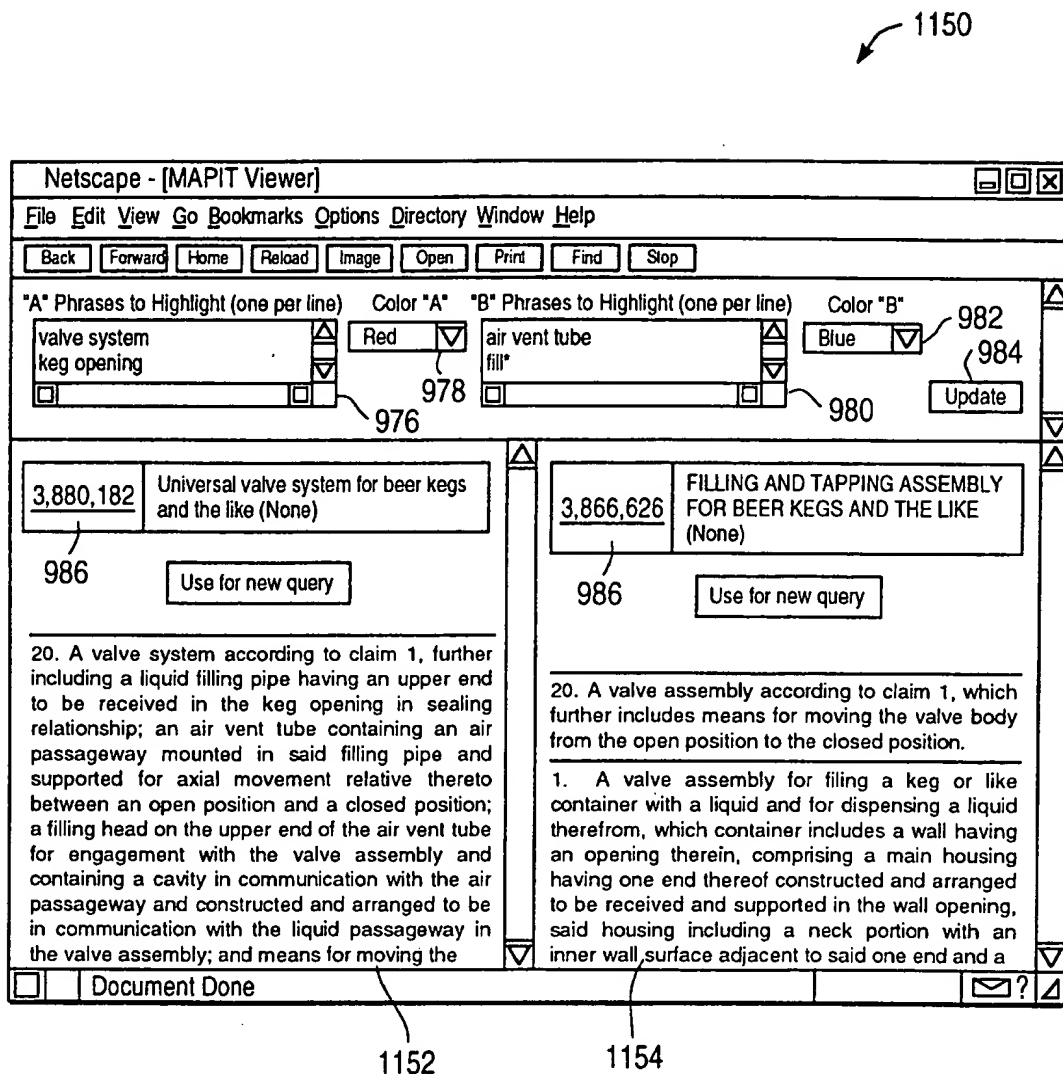 1150
Netscape - [MAPIT Viewer]
File Edit View Go Bookmarks Options Directory Window Help
Back Forward Home Reload Image Open Print Find Stop
"A" Phrases to Highlight (one per line) Color "A" "B" Phrases to Highlight (one per line) Color "B"
valve system
keg opening
Red
air vent tube
fill*
Blue
982
984
978
976
980
Update
3,880,182
Universal valve system for beer kegs
and the like (None)
986
Use for new query
20. A valve system according to claim 1, further
including a liquid filling pipe having an upper end
to be received in the keg opening in sealing
relationship; an air vent tube containing an air
passageway mounted in said filling pipe and
supported for axial movement relative thereto
between an open position and a closed position;
a filling head on the upper end of the air vent tube
for engagement with the valve assembly and
containing a cavity in communication with the air
passageway and constructed and arranged to be
in communication with the liquid passageway in
the valve assembly; and means for moving the
3,866,626
FILLING AND TAPPING ASSEMBLY
FOR BEER KEGS AND THE LIKE
(None)
986
Use for new query
20. A valve assembly according to claim 1, which
further includes means for moving the valve body
from the open position to the closed position.
1. A valve assembly for filing a keg or like
container with a liquid and for dispensing a liquid
therefrom, which container includes a wall having
an opening therein, comprising a main housing
having one end thereof constructed and arranged
to be received and supported in the wall opening,
said housing including a neck portion with an
inner wall surface adjacent to said one end and a
Document Done
?
1152
1154